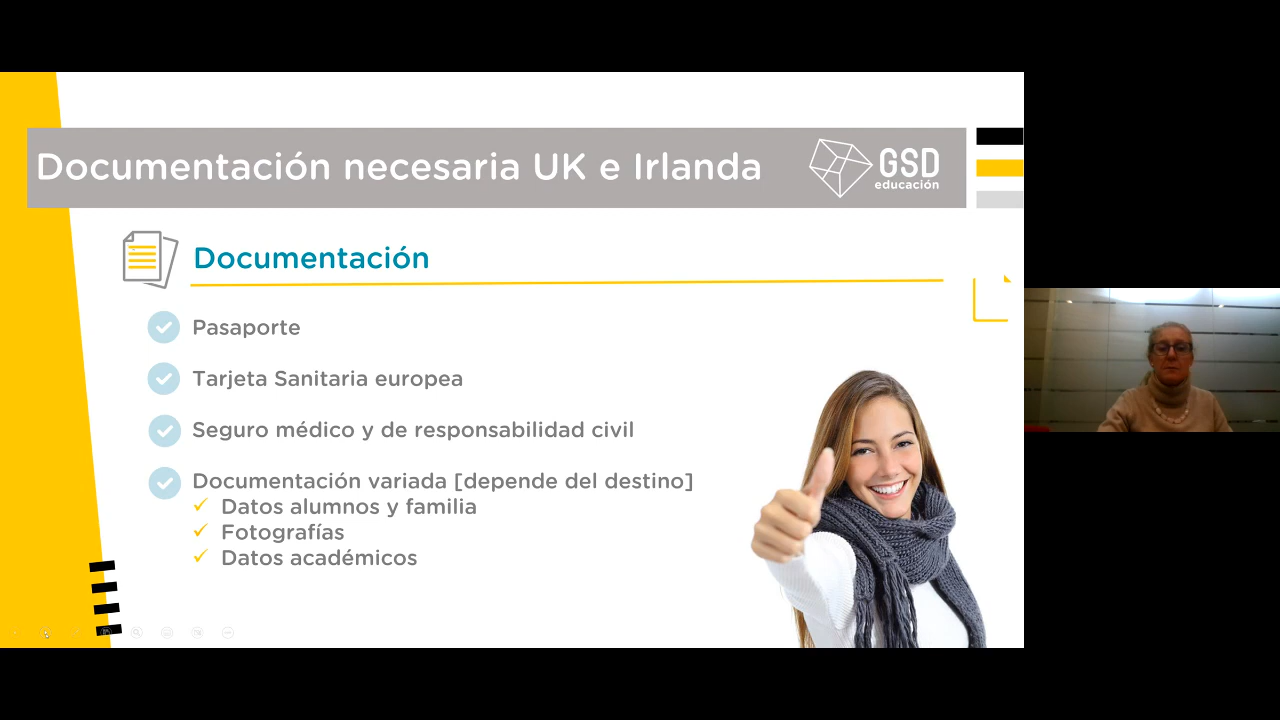 Documentación necesaria UK e Irlanda
GSD
educación
Documentación
Pasaporte
Tarjeta Sanitaria europea
Seguro médico y de responsabilidad civil
Documentación variada [depende del destino]
Datos alumnos y familia
Fotografías
Datos académicos